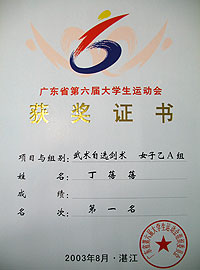 广东省第六届大学生运动会
获奖证书
项目与组别: 武术自选剑术 女子乙A组
姓 名: 丁蓓蓓
成 绩:
名 次: 第一名
2003年8月·湛江